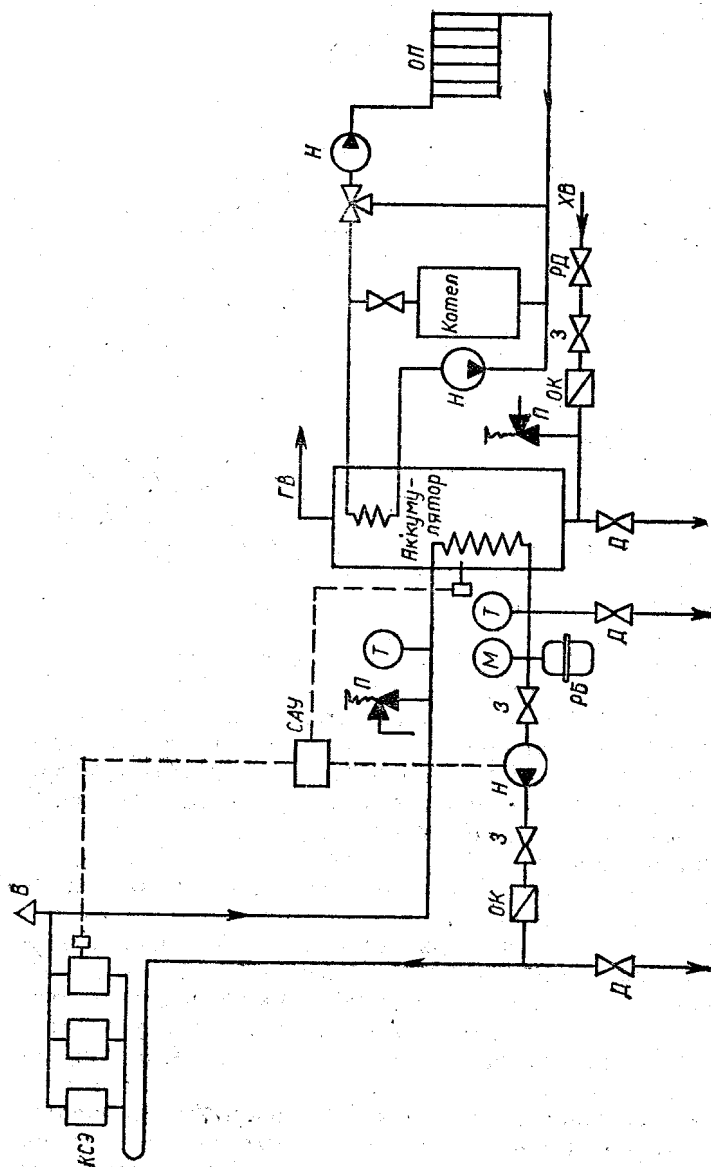 КСЭ
В
САУ
П
Т
ОК
З
Н
З
М
РБ
Т
Д
Д
Аккуму-
лятор
ГВ
Д
П
ОК
З
РД
ХВ
Н
Котел
Н
ОП